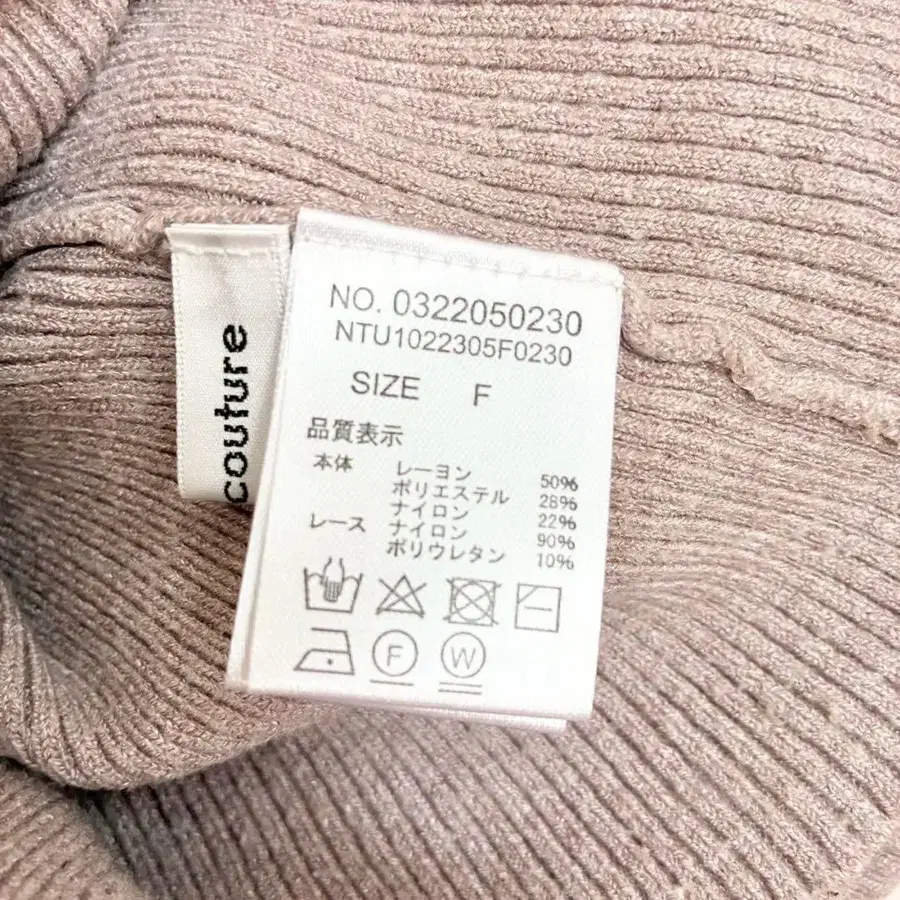 couture
NO. 0322050230
NTU1022305F0230
SIZE F
品質表示
本体 レーヨン 50%
ポリエステル 28%
ナイロン 22%
レース ナイロン 90%
ポリウレタン 10%
F W